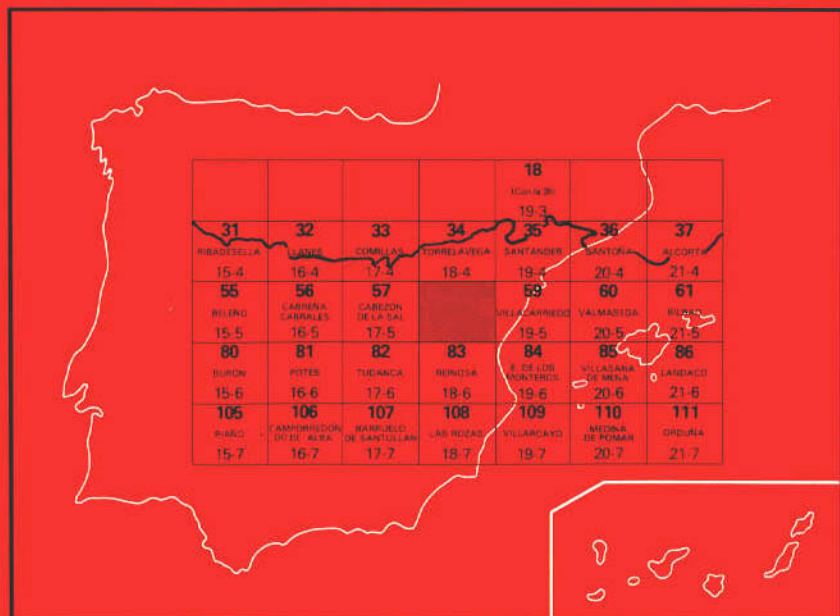 18
(Con la 35)
19-3
31 32 33 34 35 36 37
RIBADESELLA LLANES COMILLAS TORRELAVEGA SANTANDER SANTOÑA ALGORTA
15-4 16-4 17-4 18-4 19-4 20-4 21-4
55 56 57 59 60 61
BELEÑO CARREÑA CABRALES CABEZON DE LA SAL VILLACARRIEDO VALMASEDA BILBAO
15-5 16-5 17-5 19-5 20-5 21-5
80 81 82 83 84 85 86
BURON POTES TUDANCA REINOSA E. DE LOS MONTEROS VILLASANA DE MENA LANDACO
15-6 16-6 17-6 18-6 19-6 20-6 21-6
105 106 107 108 109 110 111
RIAÑO CAMPORREDONDO DE ALBA BARRUELO DE SANTULLAN LAS ROZAS VILLARCAYO MEDINA DE POMAR ORDUÑA
15-7 16-7 17-7 18-7 19-7 20-7 21-7